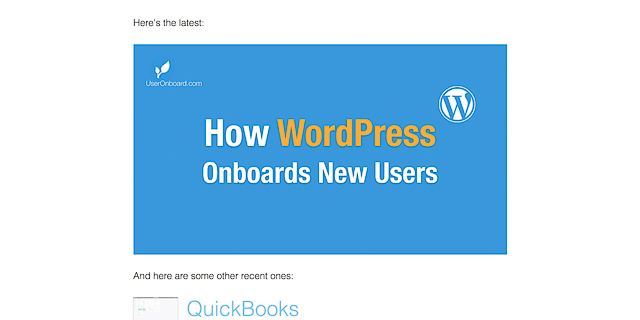 Here's the latest:
UserOnboard.com
How WordPress
Onboards New Users
And here are some other recent ones:
QuickBooks